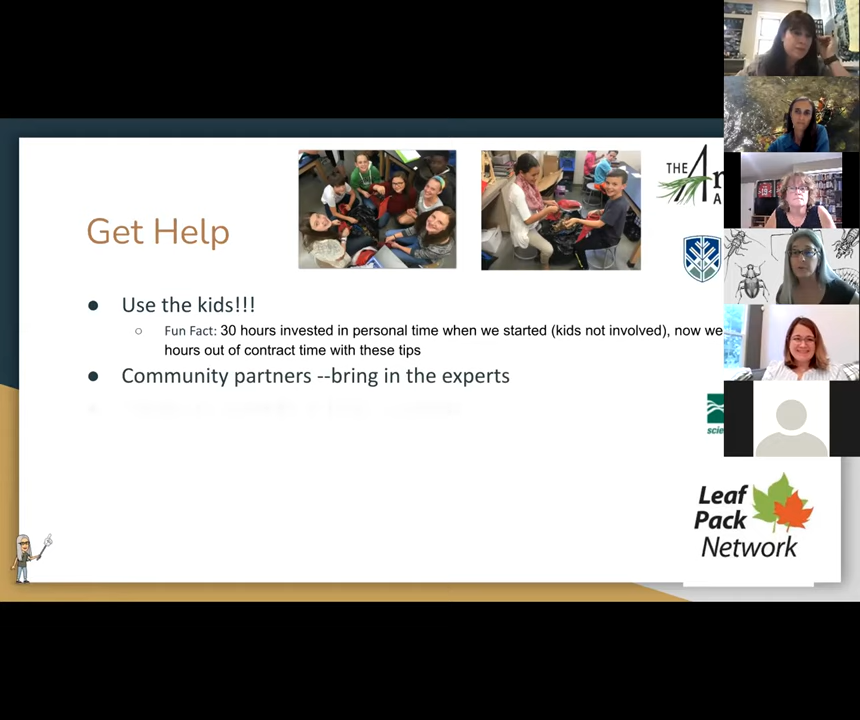 THE
Get Help
● Use the kids!!!
○ Fun Fact: 30 hours invested in personal time when we started (kids not involved), now we
hours out of contract time with these tips
● Community partners --bring in the experts
Leaf
Pack
Network